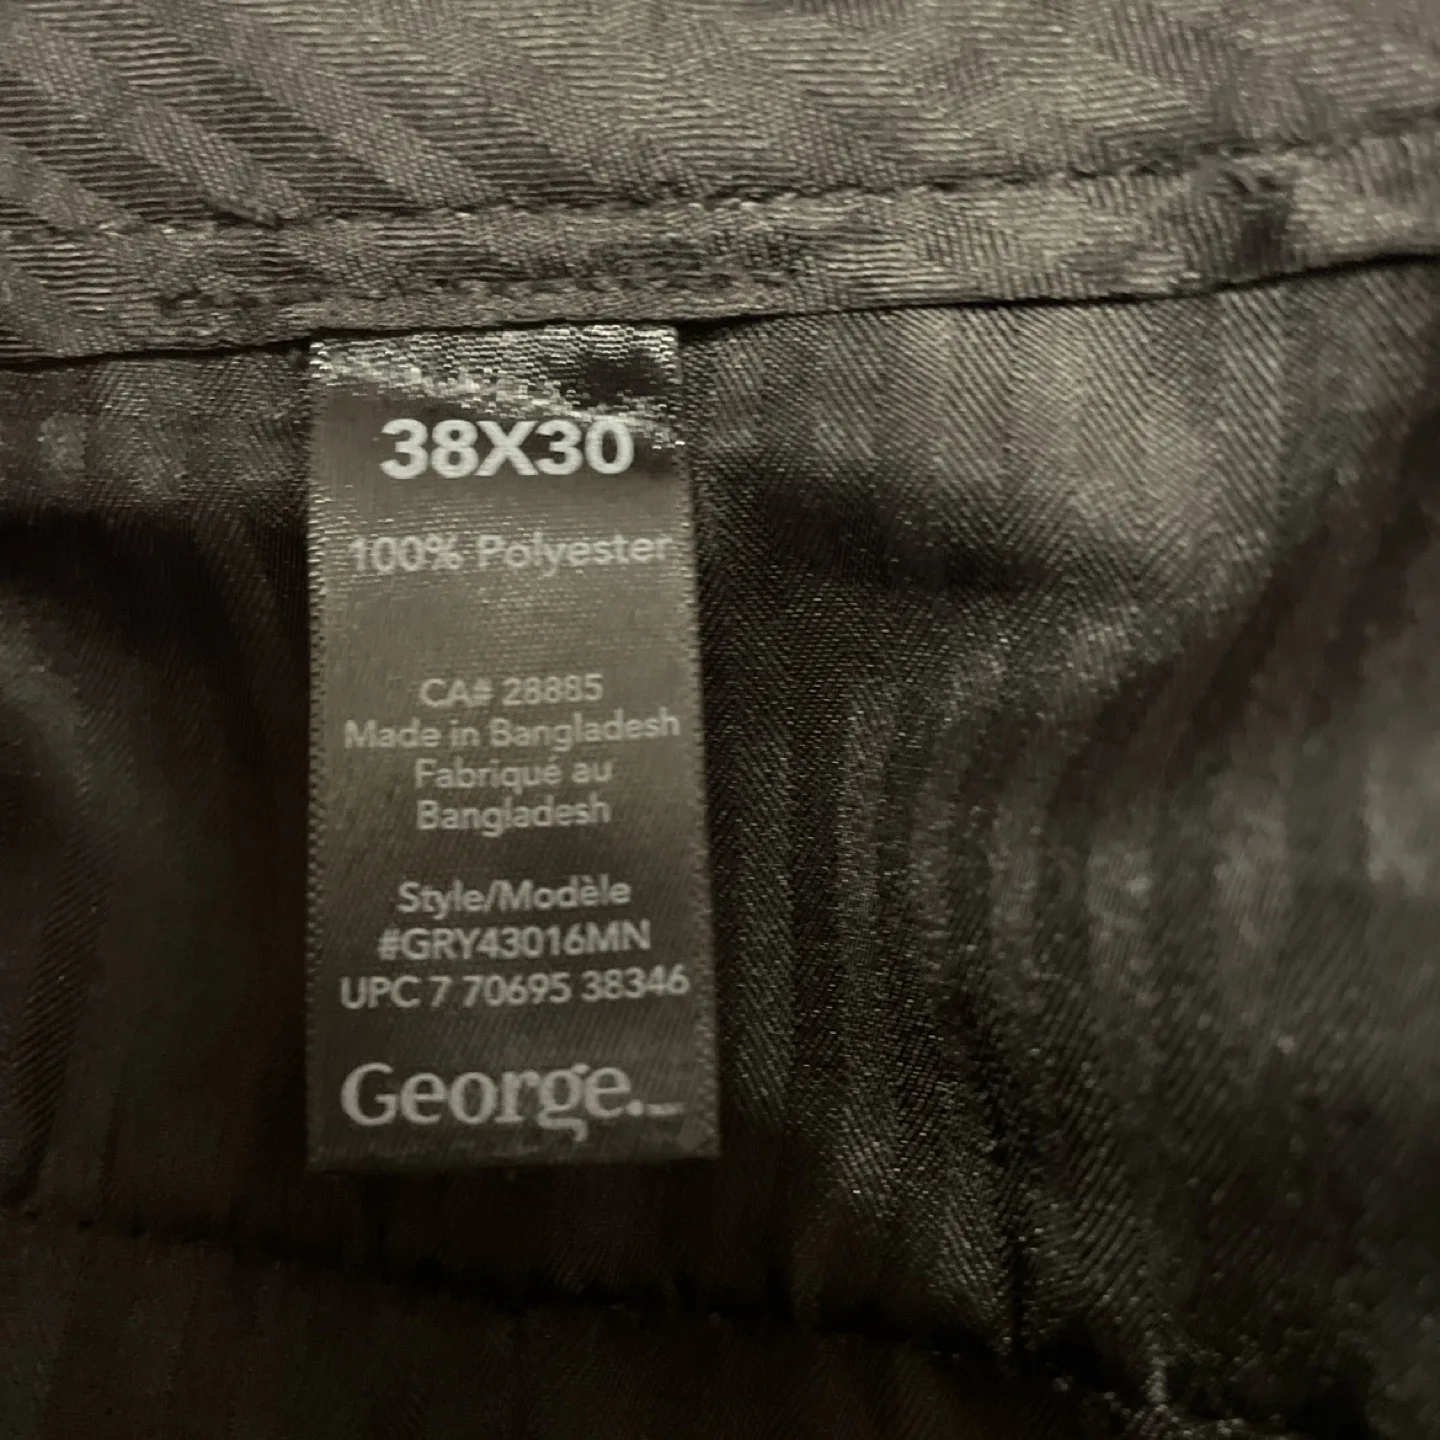 38X30
100% Polyester
CA# 28885
Made in Bangladesh
Fabriqué au
Bangladesh
Style/Modèle
#GRY43016MN
UPC 7 70695 38346
George.